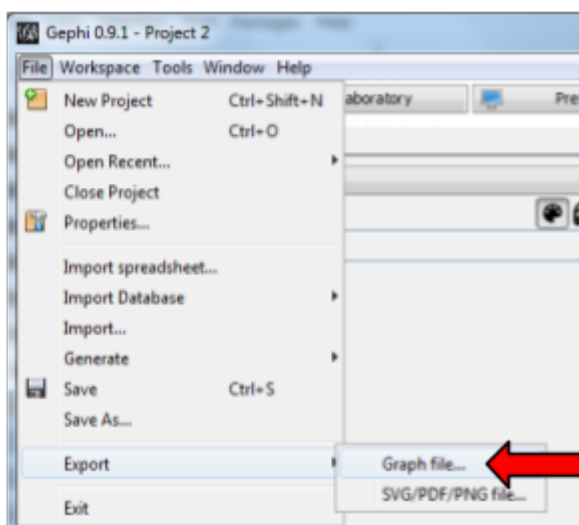 Gephi 0.9.1 - Project 2
File Workspace Tools Window Help
New Project Ctrl+Shift+N
aboratory Pre
Open... Ctrl+O
Open Recent...
Close Project
Properties...
Import spreadsheet...
Import Database
Import...
Generate
Save Ctrl+S
Save As...
Export
Graph file...
SVG/PDF/PNG file...
Exit